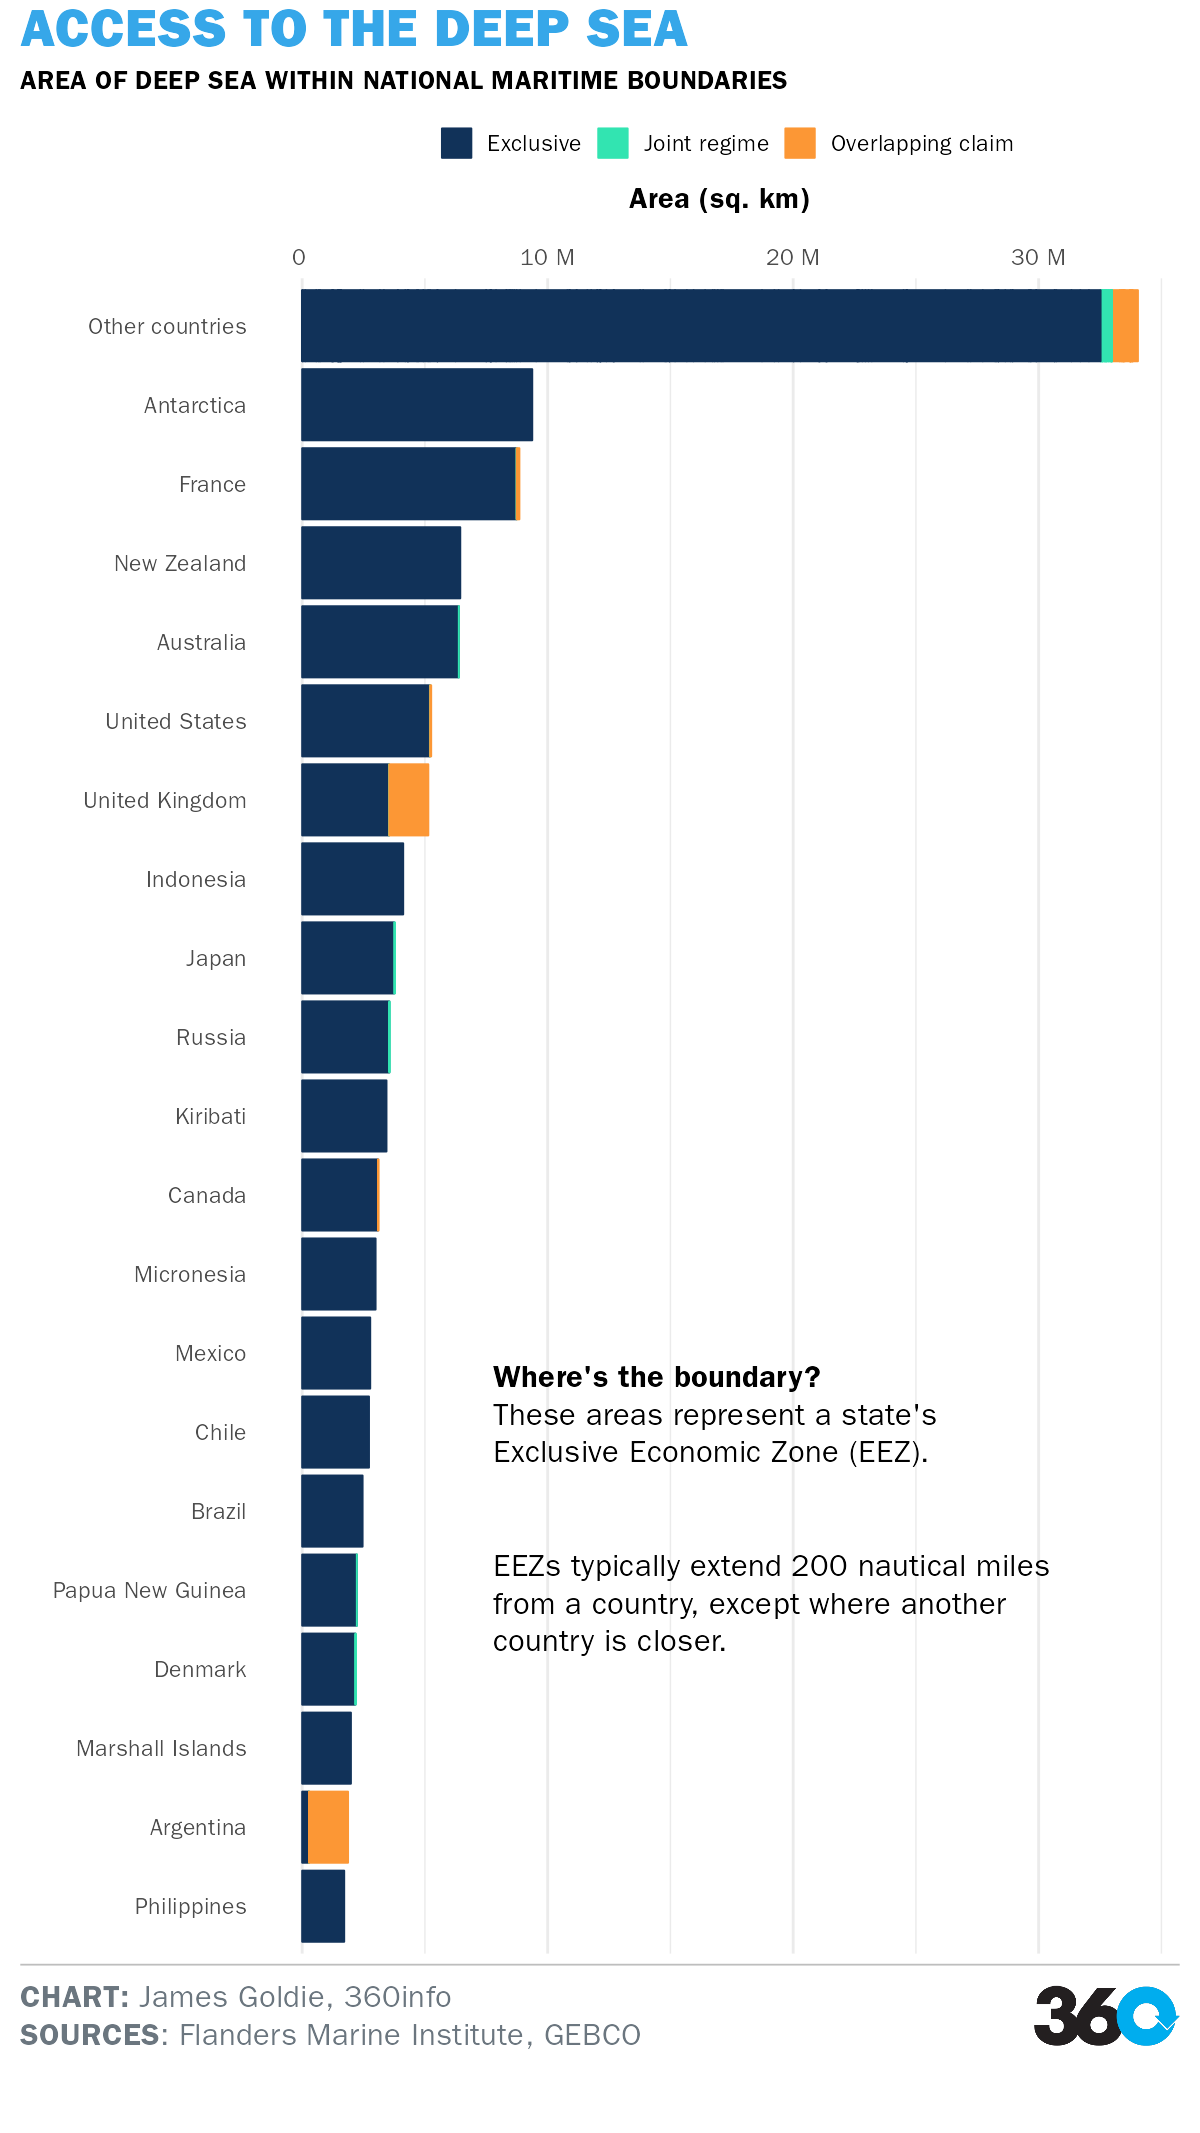 ACCESS TO THE DEEP SEA
AREA OF DEEP SEA WITHIN NATIONAL MARITIME BOUNDARIES
Exclusive Joint regime Overlapping claim
Area (sq. km)
0 10 M 20 M 30 M
Other countries
Antarctica
France
New Zealand
Australia
United States
United Kingdom
Indonesia
Japan
Russia
Kiribati
Canada
Micronesia
Mexico
Chile
Brazil
Papua New Guinea
Denmark
Marshall Islands
Argentina
Philippines
Where's the boundary?
These areas represent a state's
Exclusive Economic Zone (EEZ).
EEZs typically extend 200 nautical miles
from a country, except where another
country is closer.
CHART: James Goldie, 360info
SOURCES: Flanders Marine Institute, GEBCO
360